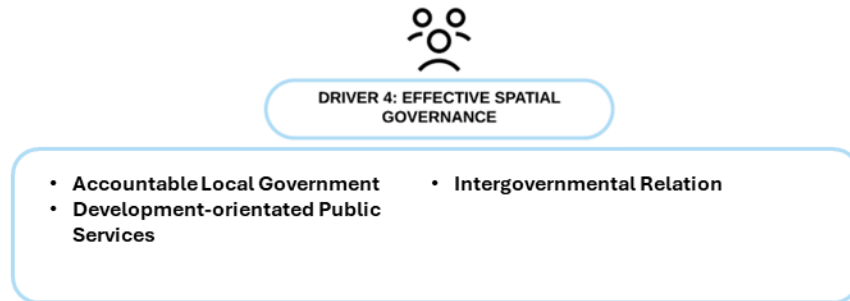 DRIVER 4: EFFECTIVE SPATIAL
GOVERNANCE
• Accountable Local Government
• Development-orientated Public
Services
• Intergovernmental Relation